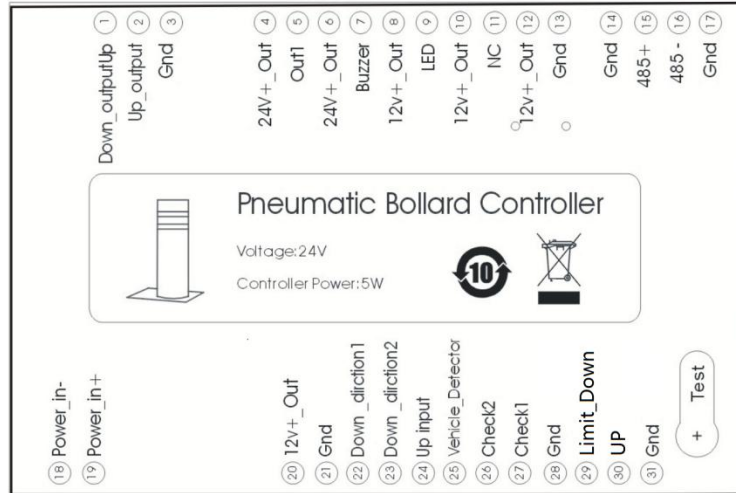 1 Down_outputUp
2 Up_output
3 Gnd
4 24V+_Out
5 Out1
6 24V+_Out
7 Buzzer
8 12v+_Out
9 LED
10 12v+_Out
11 NC
12 12v+_Out
13 Gnd
14 Gnd
15 485+
16 485 -
17 Gnd
Pneumatic Bollard Controller
Voltage:24V
Controller Power:5W
10
18 Power_in-
19 Power_in+
20 12v+_Out
21 Gnd
22 Down _dirction1
23 Down _dirction2
24 Up input
25 Vehicle_Detector
26 Check2
27 Check1
28 Gnd
29 Limit_Down
30 UP
31 Gnd
+ Test